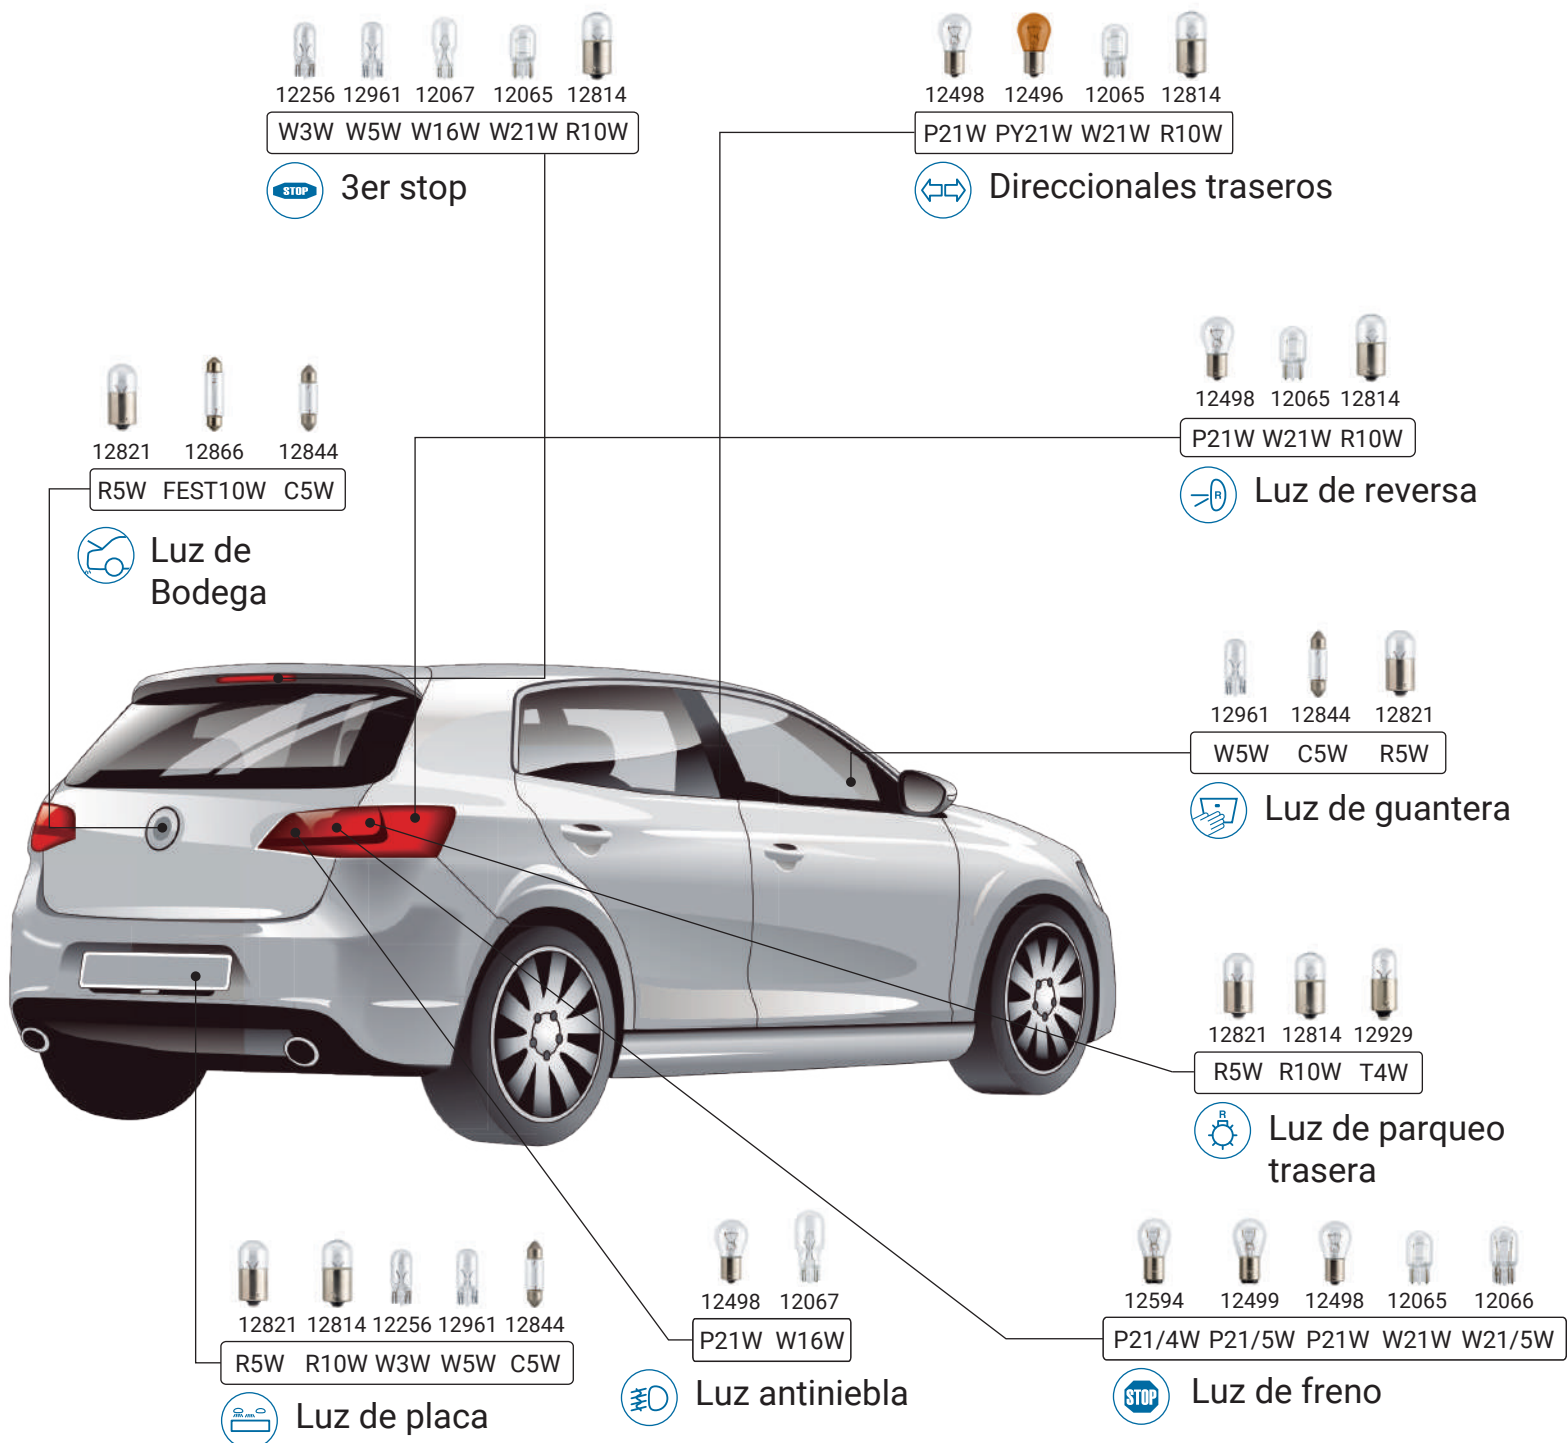 12256 12961 12067 12065 12814
W3W W5W W16W W21W R10W
STOP
3er stop
12498 12496 12065 12814
P21W PY21W W21W R10W
Direccionales traseros
12498 12065 12814
P21W W21W R10W
R
Luz de reversa
12821 12866 12844
R5W FEST10W C5W
Luz de
Bodega
12961 12844 12821
W5W C5W R5W
Luz de guantera
12821 12814 12929
R5W R10W T4W
R
Luz de parqueo
trasera
12821 12814 12256 12961 12844
R5W R10W W3W W5W C5W
Luz de placa
12498 12067
P21W W16W
Luz antiniebla
12594 12499 12498 12065 12066
P21/4W P21/5W P21W W21W W21/5W
STOP
Luz de freno